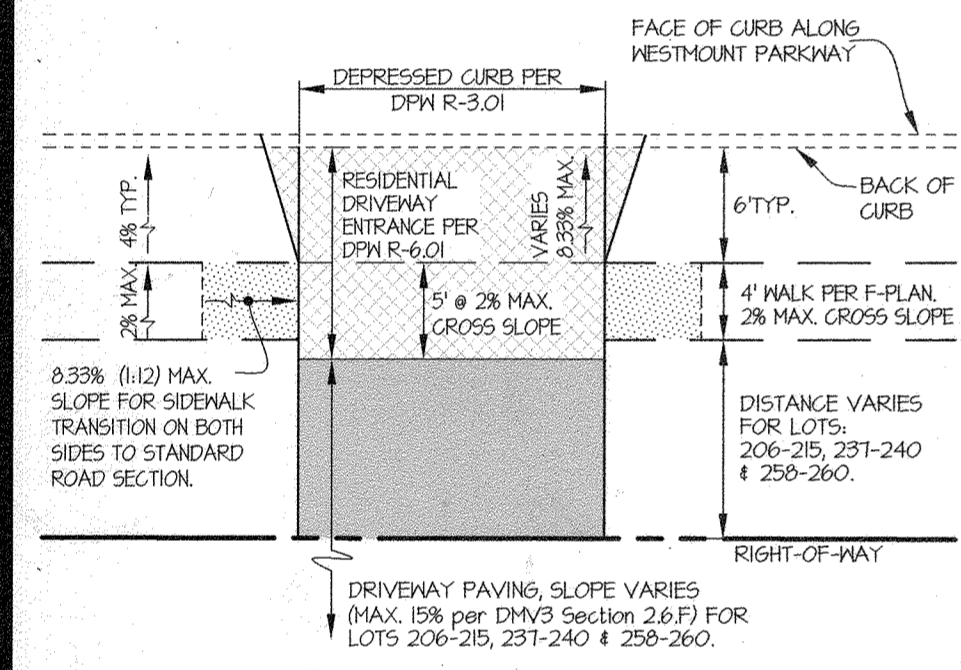 FACE OF CURB ALONG
WESTMOUNT PARKWAY
DEPRESSED CURB PER
DPW R-3.01
4% TYP.
RESIDENTIAL
DRIVEWAY
ENTRANCE PER
DPW R-6.01
VARIES
8.33% MAX.
6'TYP.
BACK OF
CURB
2% MAX.
5' @ 2% MAX.
CROSS SLOPE
4' WALK PER F-PLAN.
2% MAX. CROSS SLOPE
8.33% (1:12) MAX.
SLOPE FOR SIDEWALK
TRANSITION ON BOTH
SIDES TO STANDARD
ROAD SECTION.
DISTANCE VARIES
FOR LOTS:
206-215, 237-240
& 258-260.
RIGHT-OF-WAY
DRIVEWAY PAVING, SLOPE VARIES
(MAX. 15% per DMV3 Section 2.6.F) FOR
LOTS 206-215, 237-240 & 258-260.